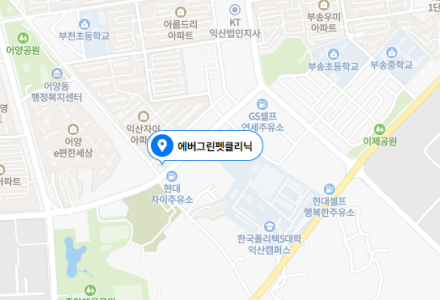 아름드리
아파트
KT
익산법인지사
부송우미
아파트
부천초등학교
어양공원
부송초등학교
부송중학교
어양동
행정복지센터
GS셀프
연세주유소
익산자이
아파
이제공원
어양
e편한세상
에버그린펫클리닉
아파트
현대
자이주유소
현대셀프
행복한주유소
한국폴리텍5대학
익산캠퍼스